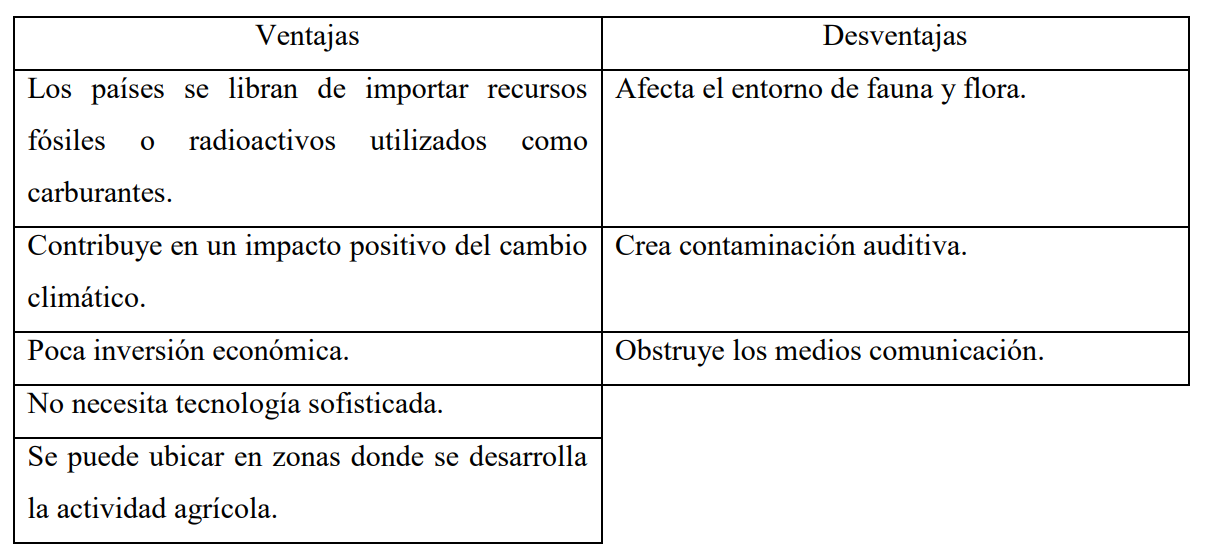 Ventajas
Desventajas
Los países se libran de importar recursos
fósiles o radioactivos utilizados como
carburantes.
Afecta el entorno de fauna y flora.
Contribuye en un impacto positivo del cambio
climático.
Crea contaminación auditiva.
Poca inversión económica.
Obstruye los medios comunicación.
No necesita tecnología sofisticada.
Se puede ubicar en zonas donde se desarrolla
la actividad agrícola.